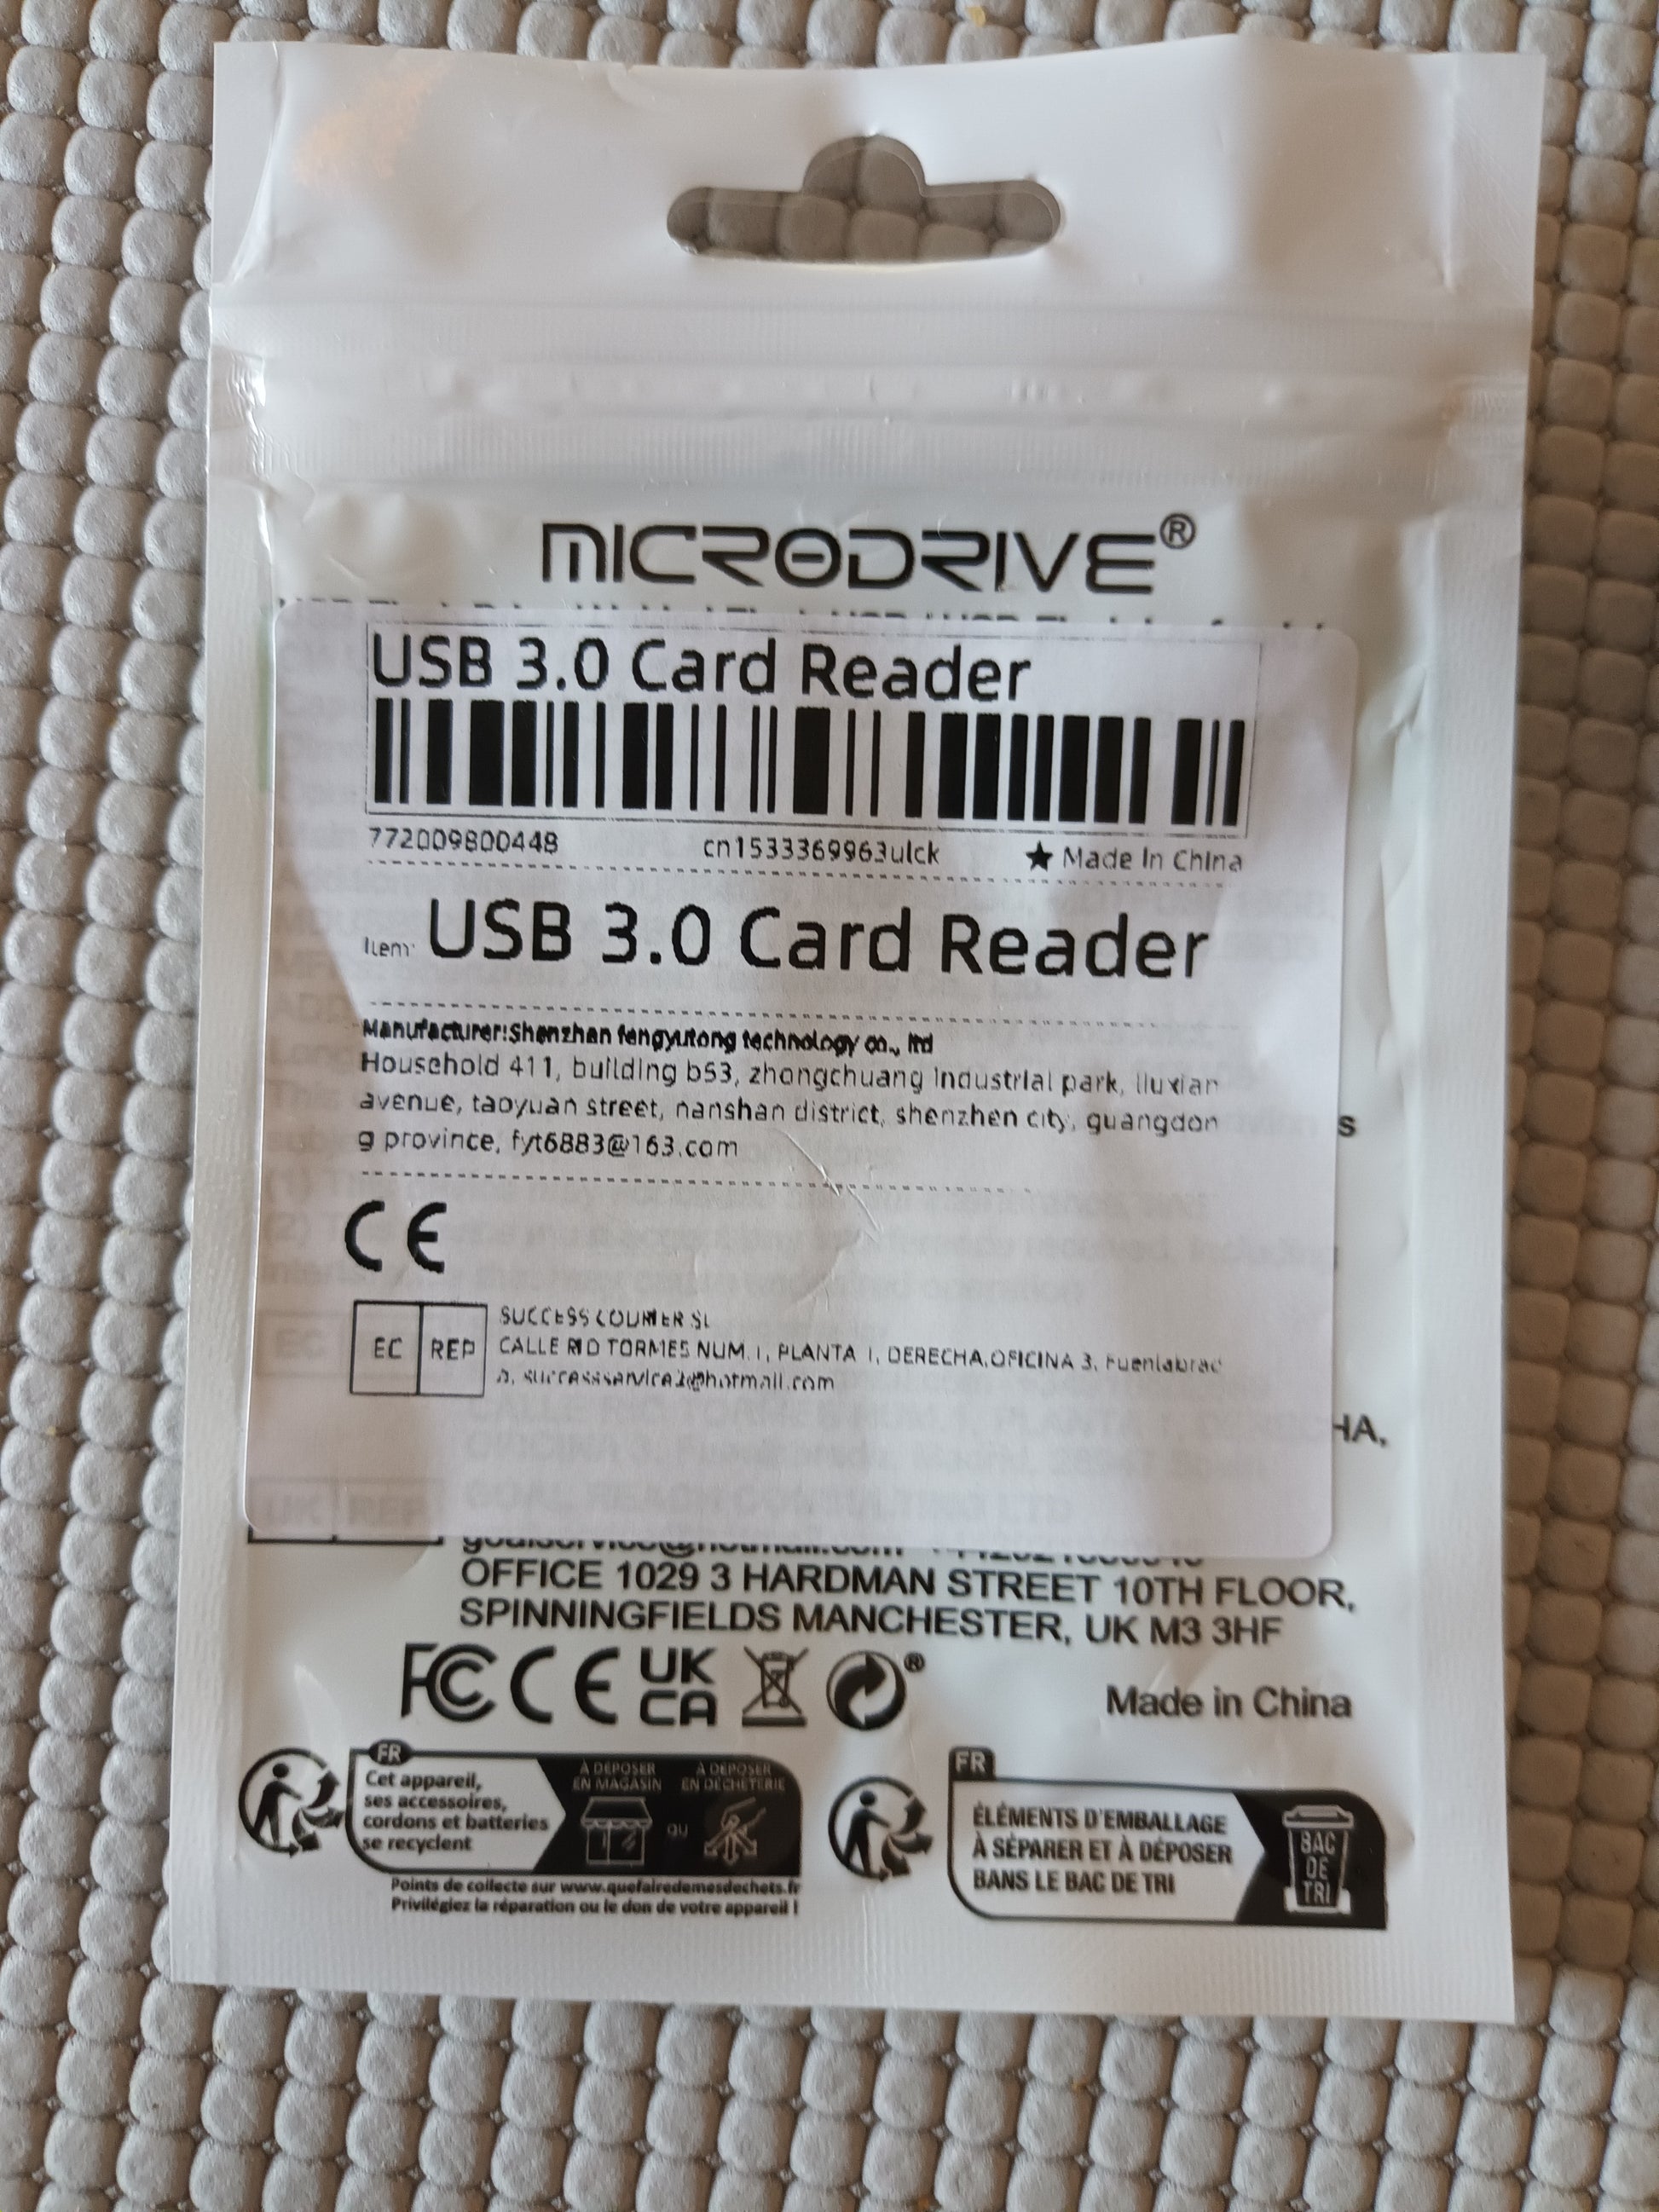 MICRODRIVE®
USB 3.0 Card Reader
772009800448 cn1533369963ulck ★ Made In China
Item: USB 3.0 Card Reader
Manufacturer:Shenzhan fengyutong technology co., ltd
Household 411, building b53, zhongchuang industrial park, liuxian
avenue, taoyuan street, nanshan district, shenzhen city, guangdon
g province, fyt6883@163.com
CE
EC REP
SUCCESS COURIER SL
CALLE RIO TORMES NUM.1, PLANTA 1, DERECHA,OFICINA 3, Fuenlabrad
a,
HA,
OFFICE 1029 3 HARDMAN STREET 10TH FLOOR,
SPINNINGFIELDS MANCHESTER, UK M3 3HF
FC CE UK CA ®
Made in China
FR
Cet appareil,
ses accessoires,
cordons et batteries
se recyclent
À DÉPOSER EN MAGASIN
OU
À DÉPOSER EN DÉCHÈTERIE
Points de collecte sur www.quefairedemesdechets.fr
Privilégiez la réparation ou le don de votre appareil !
FR
ÉLÉMENTS D'EMBALLAGE
À SÉPARER ET À DÉPOSER
BANS LE BAC DE TRI
BAC
DE
TRI